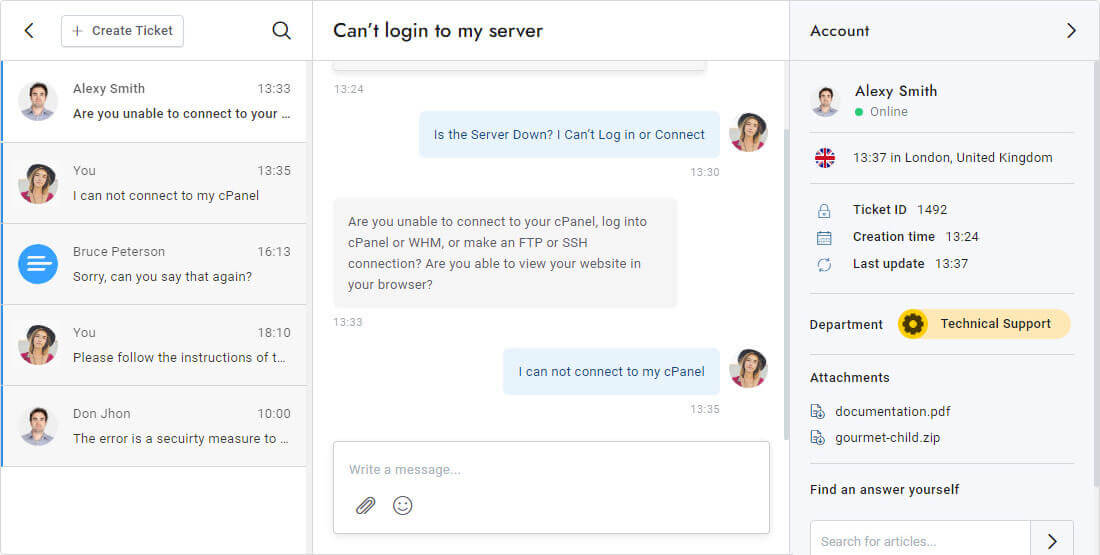 Create Ticket
Alexy Smith 13:33
Are you unable to connect to your ...
You 13:35
I can not connect to my cPanel
Bruce Peterson 16:13
Sorry, can you say that again?
You 18:10
Please follow the instructions of t...
Don Jhon 10:00
The error is a secuirty measure to ...
Can't login to my server
13:24
Is the Server Down? I Can't Log in or Connect
13:30
Are you unable to connect to your cPanel, log into
cPanel or WHM, or make an FTP or SSH
connection? Are you able to view your website in
your browser?
13:33
I can not connect to my cPanel
13:35
Write a message...
Account
Alexy Smith
Online
13:37 in London, United Kingdom
Ticket ID 1492
Creation time 13:24
Last update 13:37
Department Technical Support
Attachments
documentation.pdf
gourmet-child.zip
Find an answer yourself
Search for articles...